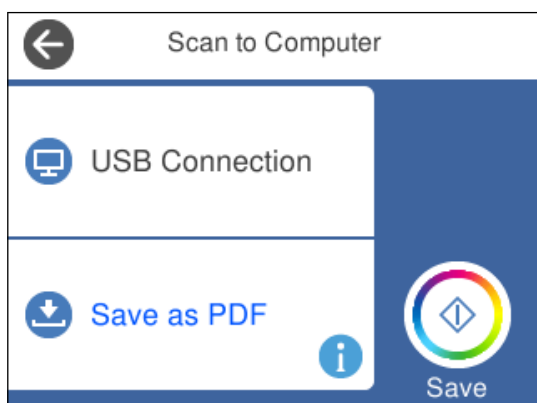 Scan to Computer
USB Connection
Save as PDF
i
Save